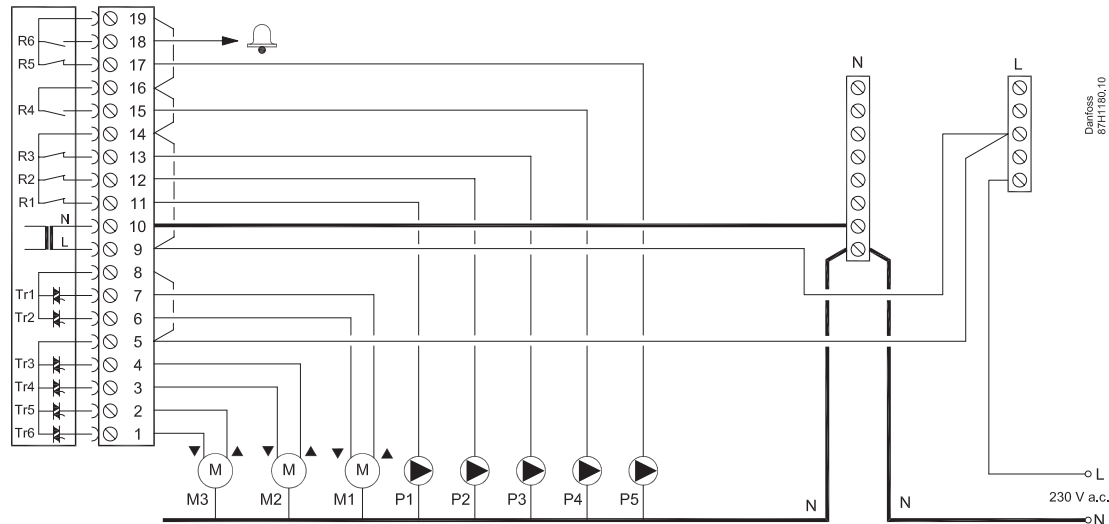 19
R6 18
R5 17
N L
16
R4 15
14
R3 13
R2 12
R1 11
N 10
L 9
8
Tr1 7
Tr2 6
5
Tr3 4
Tr4 3
Tr5 2
Tr6 1
M M M
M3 M2 M1 P1 P2 P3 P4 P5
N N
L
230 V a.c.
N
Danfoss
87H1180.10